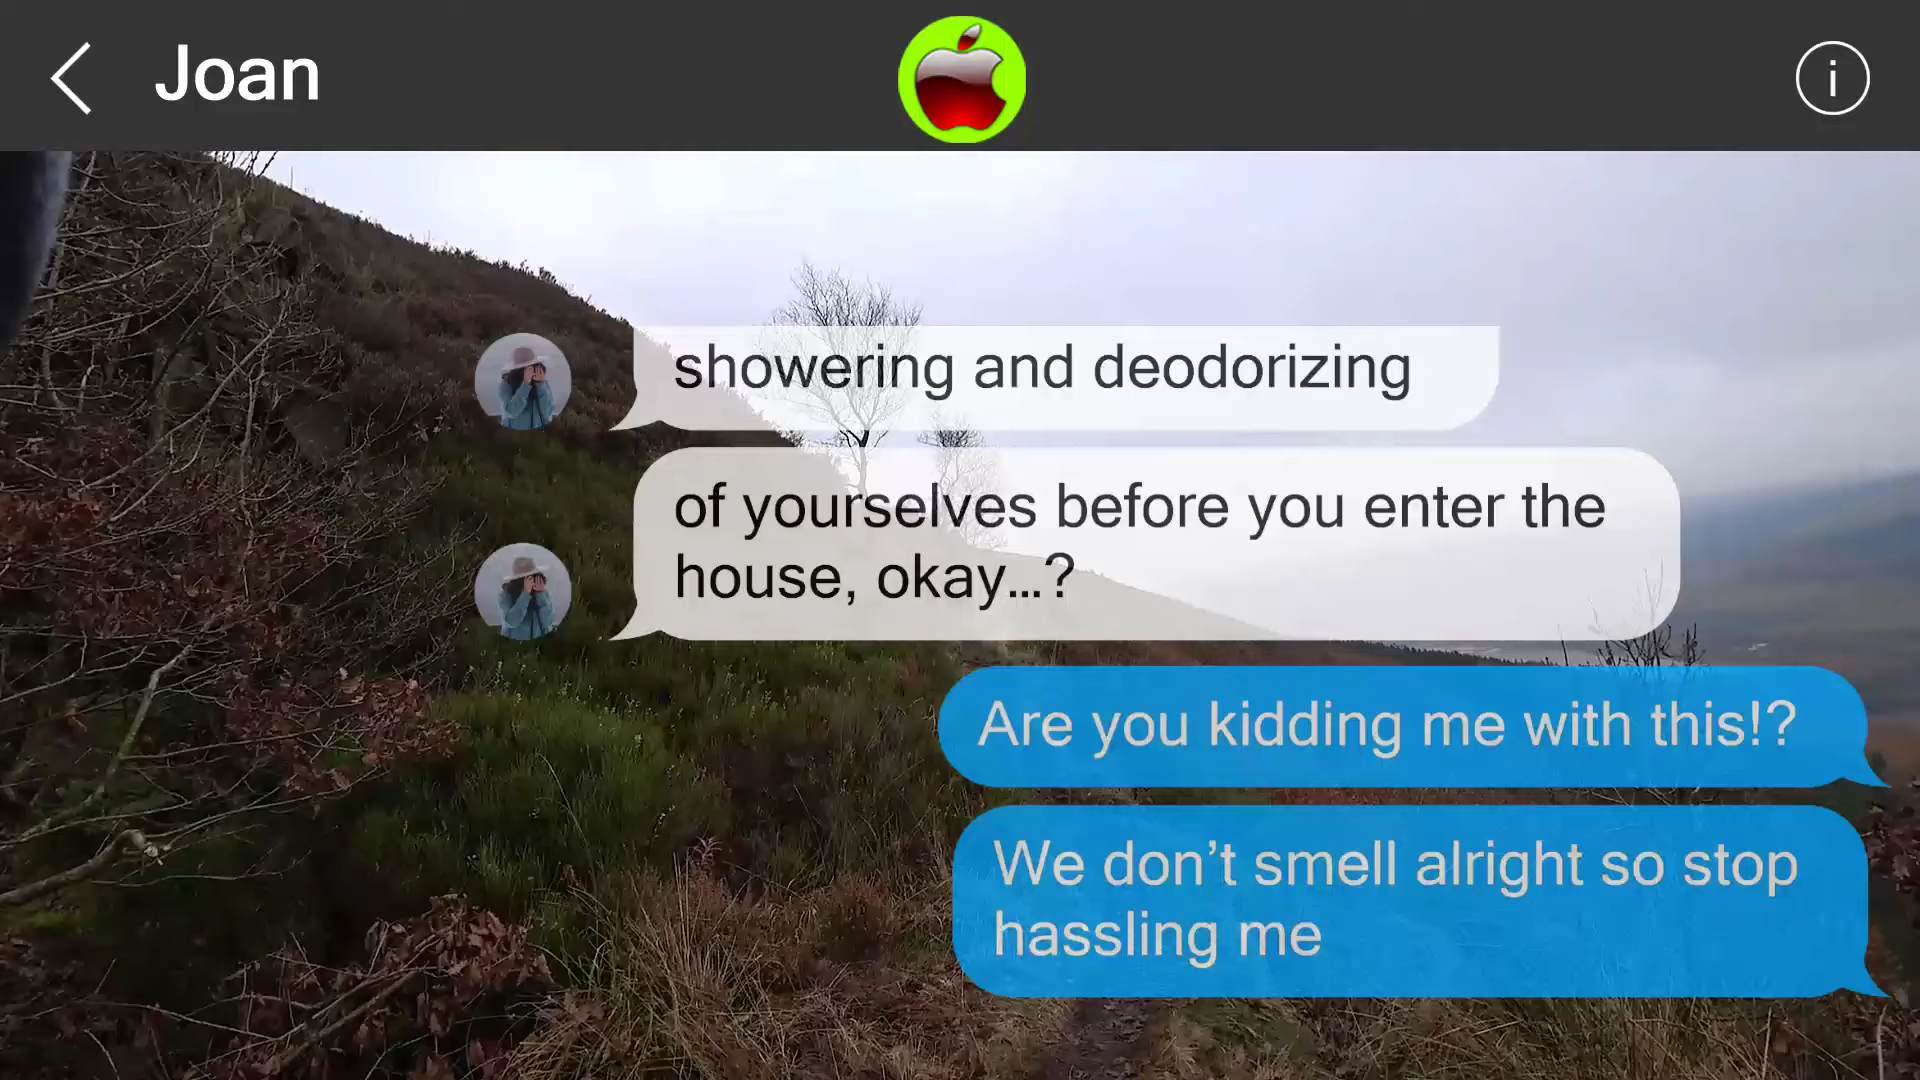 Joan
i
showering and deodorizing
of yourselves before you enter the
house, okay...?
Are you kidding me with this!?
We don’t smell alright so stop
hassling me